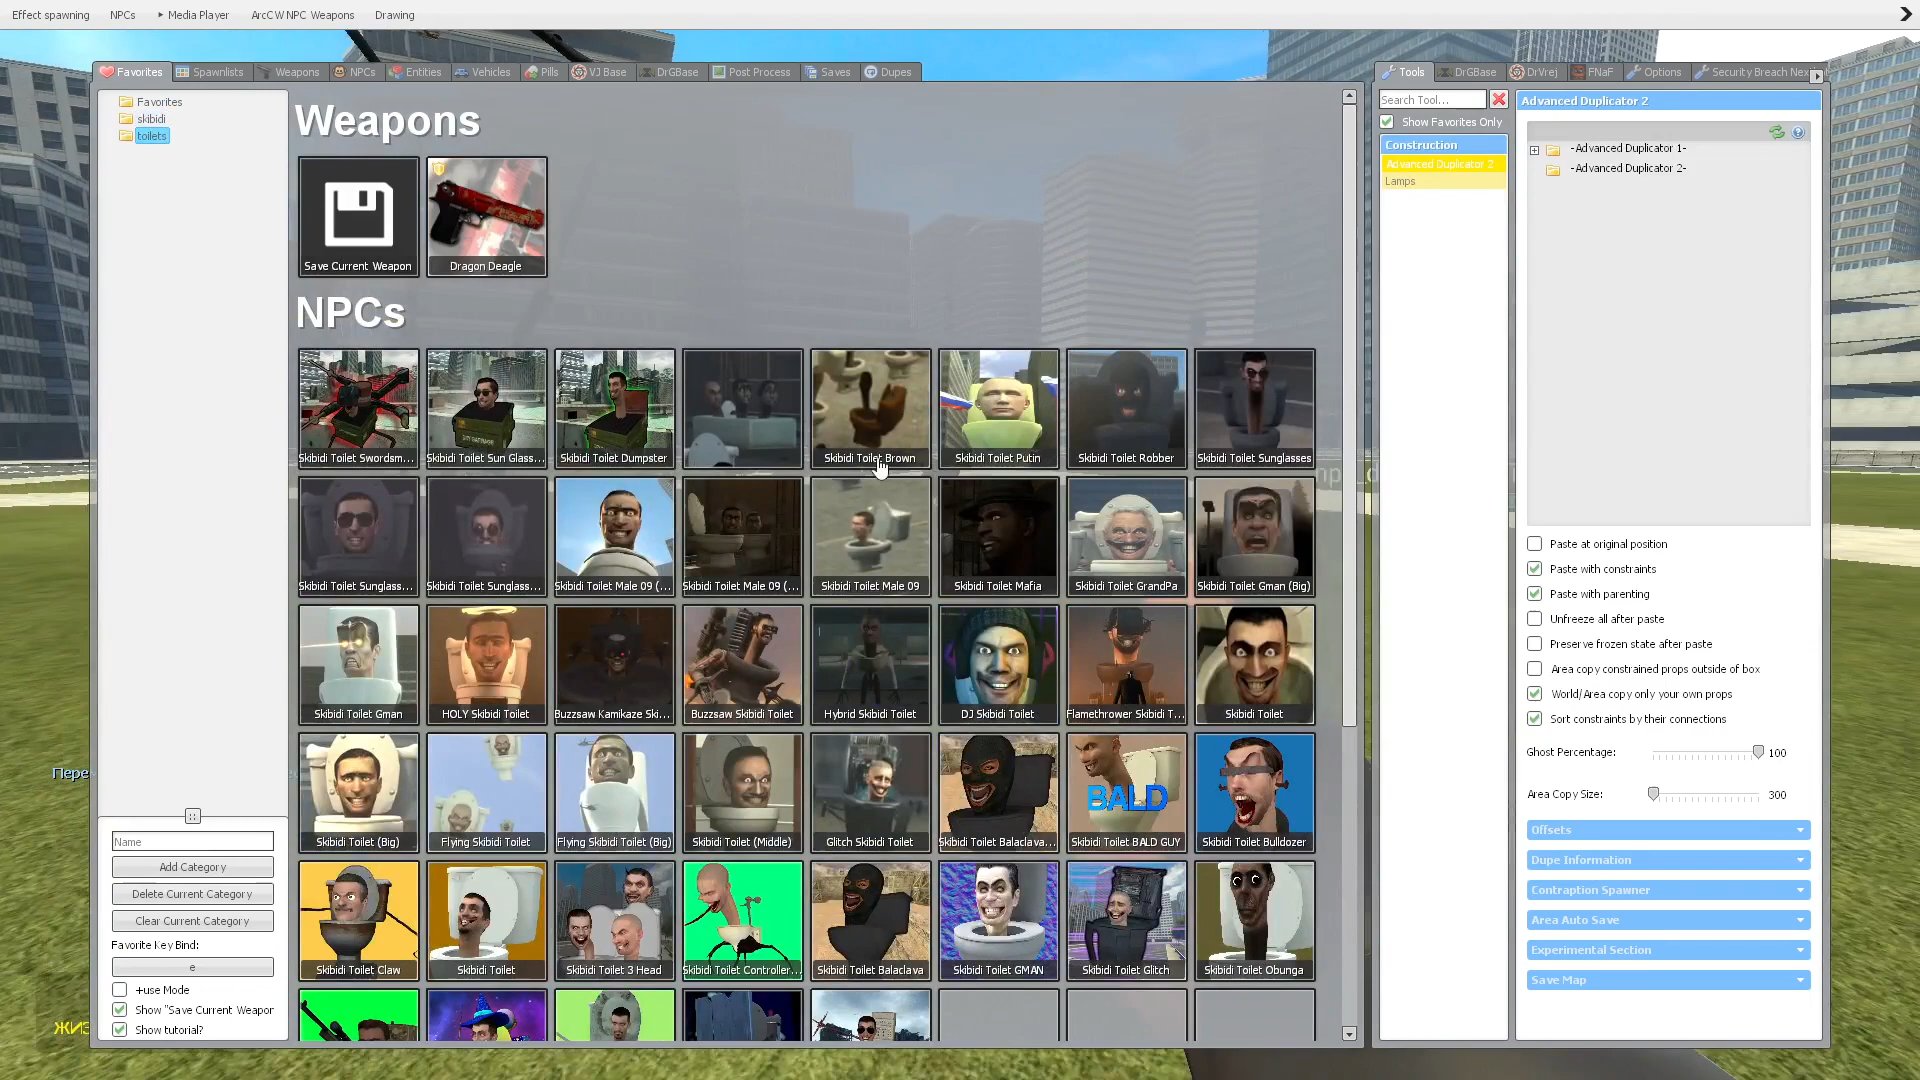 Effect spawning NPCs Media Player ArcCW NPC Weapons Drawing
Favorites Spawnlists Weapons NPCs Entities Vehicles Pills VJ Base DrGBase Post Process Saves Dupes
Tools DrGBase DrVrej FNaF Options Security Breach Nex
Favorites
skibidi
toilets
Weapons
Save Current Weapon Dragon Deagle
NPCs
Skibidi Toilet Swordsm... Skibidi Toilet Sun Glass... Skibidi Toilet Dumpster Skibidi Toilet Brown Skibidi Toilet Putin Skibidi Toilet Robber Skibidi Toilet Sunglasses
Skibidi Toilet Sunglass... Skibidi Toilet Sunglass... Skibidi Toilet Male 09 (... Skibidi Toilet Male 09 (... Skibidi Toilet Male 09 Skibidi Toilet Mafia Skibidi Toilet GrandPa Skibidi Toilet Gman (Big)
Skibidi Toilet Gman HOLY Skibidi Toilet Buzzsaw Kamikaze Ski... Buzzsaw Skibidi Toilet Hybrid Skibidi Toilet DJ Skibidi Toilet Flamethrower Skibidi T... Skibidi Toilet
BALD
Skibidi Toilet (Big) Flying Skibidi Toilet Flying Skibidi Toilet (Big) Skibidi Toilet (Middle) Glitch Skibidi Toilet Skibidi Toilet Balaclava... Skibidi Toilet BALD GUY Skibidi Toilet Bulldozer
Skibidi Toilet Claw Skibidi Toilet Skibidi Toilet 3 Head Skibidi Toilet Controller... Skibidi Toilet Balaclava Skibidi Toilet GMAN Skibidi Toilet Glitch Skibidi Toilet Obunga
Пере
Name
Add Category
Delete Current Category
Clear Current Category
Favorite Key Bind:
e
+use Mode
Show "Save Current Weapor
Show tutorial?
ЖИЗ
Search Tool...
Show Favorites Only
Construction
Advanced Duplicator 2
Lamps
Advanced Duplicator 2
-Advanced Duplicator 1-
-Advanced Duplicator 2-
Paste at original position
Paste with constraints
Paste with parenting
Unfreeze all after paste
Preserve frozen state after paste
Area copy constrained props outside of box
World/Area copy only your own props
Sort constraints by their connections
Ghost Percentage: 100
Area Copy Size: 300
Offsets
Dupe Information
Contraption Spawner
Area Auto Save
Experimental Section
Save Map